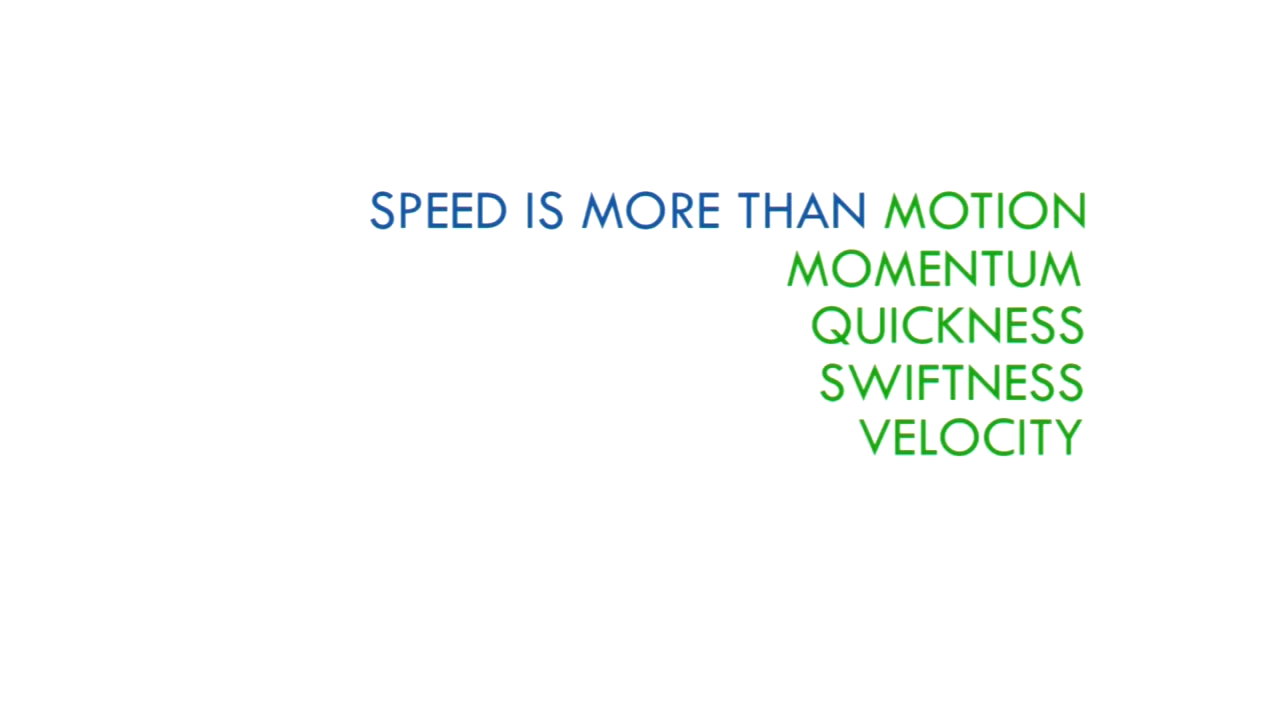 SPEED IS MORE THAN MOTION
MOMENTUM
QUICKNESS
SWIFTNESS
VELOCITY